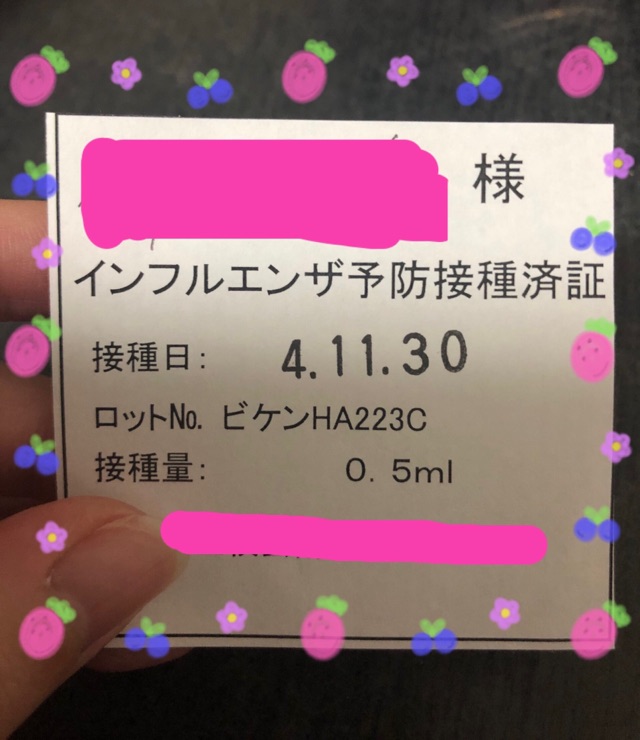 様
インフルエンザ予防接種済証
接種日: 4.11.30
ロットNo. ビケンHA223C
接種量: 0.5ml